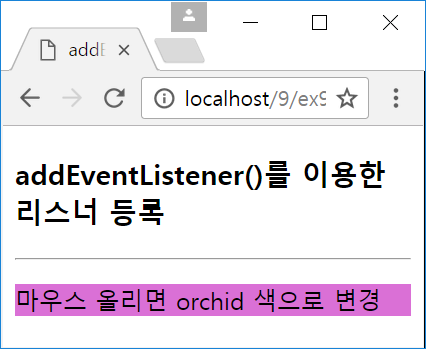 addE
localhost/9/ex9
addEventListener()를 이용한
리스너 등록
마우스 올리면 orchid 색으로 변경